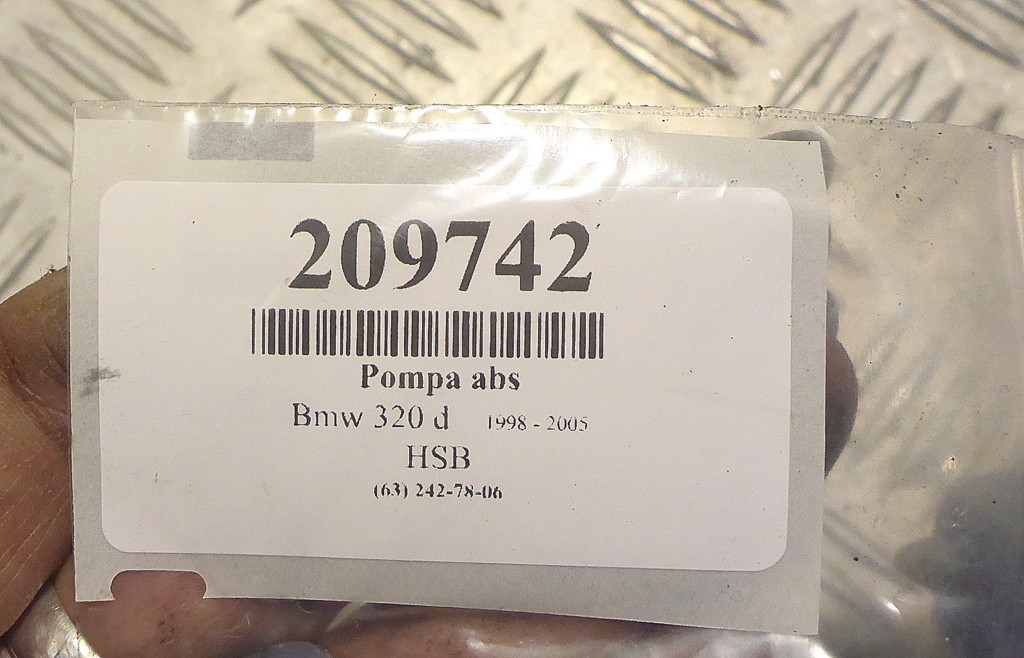 209742
Pompa abs
Bmw 320 d 1998 - 2005
HSB
(63) 242-78-06